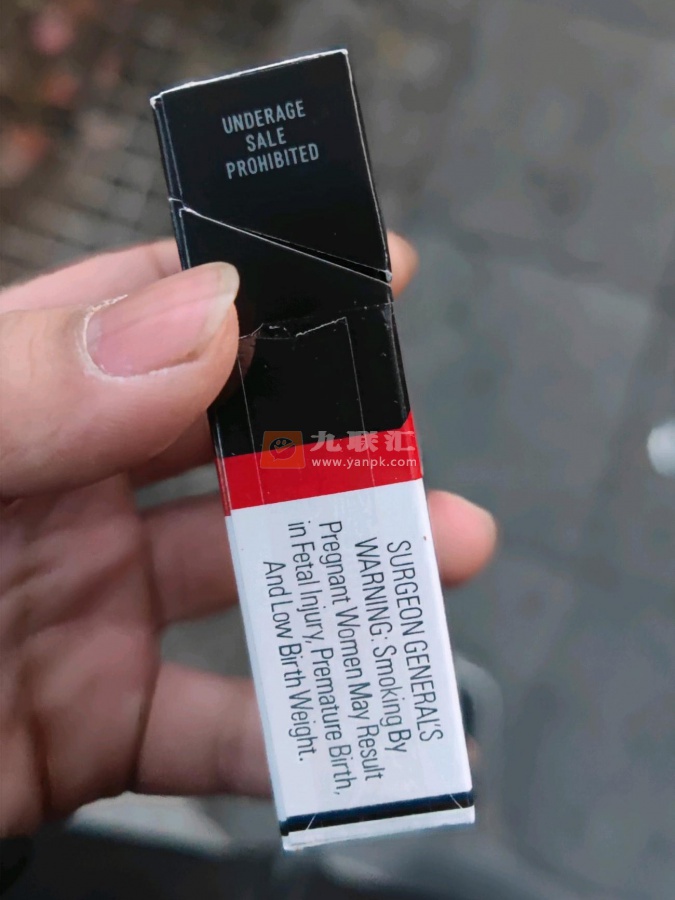 UNDERAGE
SALE
PROHIBITED
九联汇
www.yanpk.com
SURGEON GENERAL'S
WARNING: Smoking By
Pregnant Women May Result
in Fetal Injury, Premature Birth,
And Low Birth Weight.